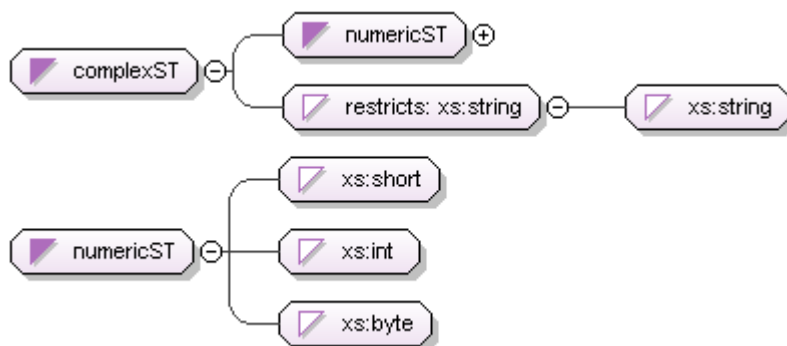 numericST
complexST
restricts: xs:string
xs:string
xs:short
numericST
xs:int
xs:byte